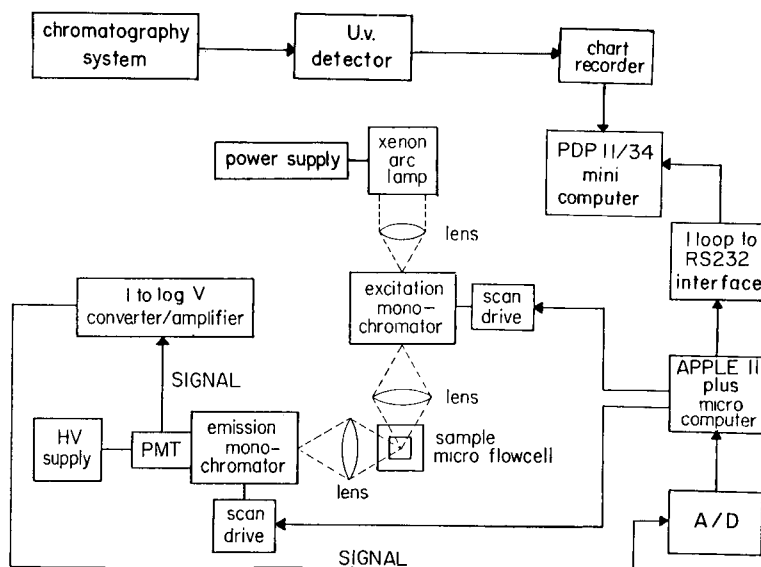 chromatography
system
U.v.
detector
chart
recorder
power supply
xenon
arc
lamp
PDP 11/34
mini
computer
lens
I loop to
RS232
interface
I to log V
converter/amplifier
excitation
mono-
chromator
scan
drive
SIGNAL
APPLE 11
plus
micro
computer
lens
HV
supply
PMT
emission
mono-
chromator
sample
micro flowcell
lens
scan
drive
A/D
SIGNAL